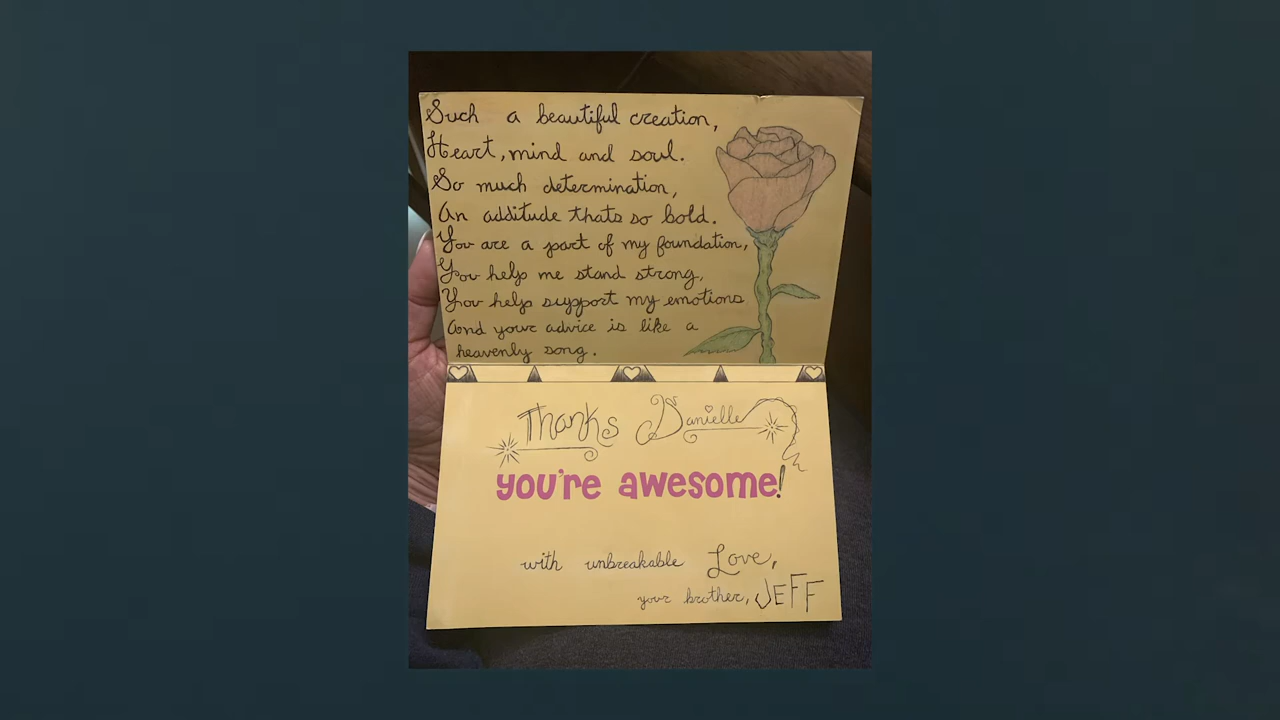 Such a beautiful creation,
Heart, mind and soul.
So much determination,
An additude thats so bold.
You are a part of my foundation,
You help me stand strong,
You help support my emotions
And your advice is like a
heavenly song.
Thanks Danielle
you're awesome!
with unbreakable Love,
your brother, JEFF